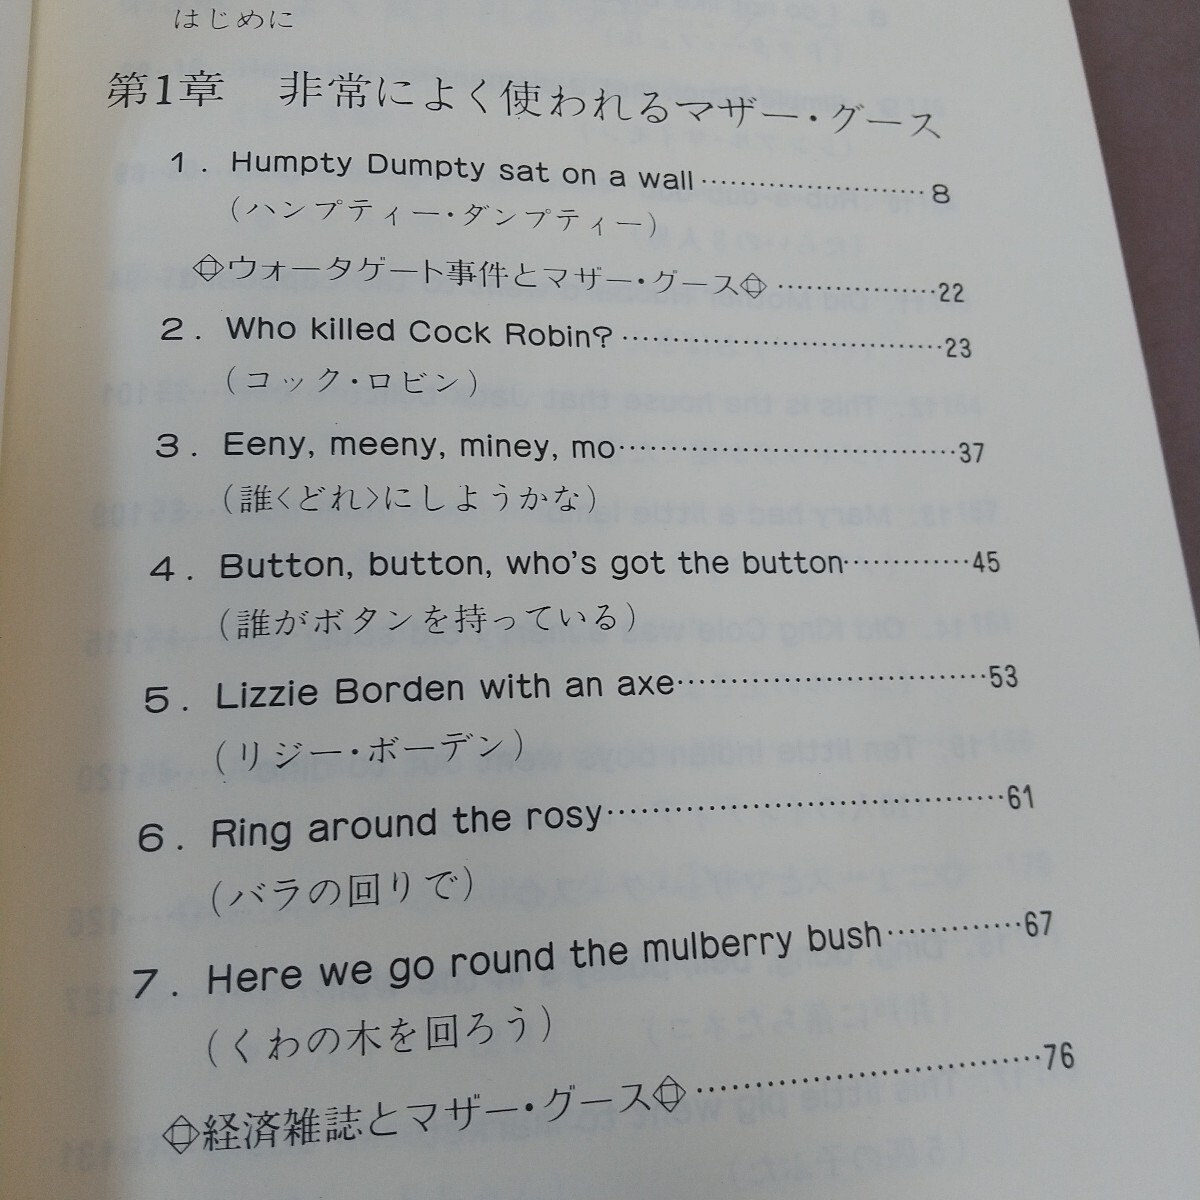 はじめに
第1章 非常によく使われるマザー・グース
1. Humpty Dumpty sat on a wall……………………8
(ハンプティー・ダンプティー)
◇ウォータゲート事件とマザー・グース◇ ………………22
2. Who killed Cock Robin?……………………………23
(コック・ロビン)
3. Eeny, meeny, miney, mo………………………………37
(誰<どれ>にしようかな)
4. Button, button, who's got the button…………45
(誰がボタンを持っている)
5. Lizzie Borden with an axe……………………………53
(リジー・ボーデン)
6. Ring around the rosy……………………………………61
(バラの回りで)
7. Here we go round the mulberry bush……………67
(くわの木を回ろう)
◇経済雑誌とマザー・グース◇………………………………76